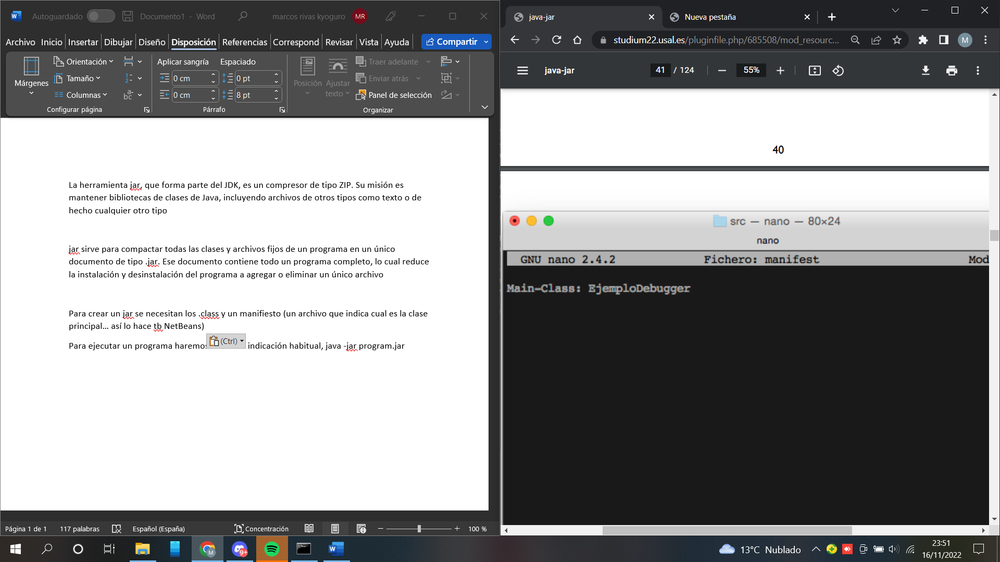 Autoguardado
Documento1 - Word
marcos rivas kyoguro
MR
Archivo Inicio Insertar Dibujar Diseño Disposición Referencias Correspond Revisar Vista Ayuda Compartir
Márgenes
Orientación
Tamaño
Columnas
Configurar página
Aplicar sangría Espaciado
0 cm 0 pt
0 cm 8 pt
Párrafo
Posición
Ajustar texto
Traer adelante
Enviar atrás
Panel de selección
Organizar
La herramienta jar, que forma parte del JDK, es un compresor de tipo ZIP. Su misión es
mantener bibliotecas de clases de Java, incluyendo archivos de otros tipos como texto o de
hecho cualquier otro tipo
jar sirve para compactar todas las clases y archivos fijos de un programa en un único
documento de tipo .jar. Ese documento contiene todo un programa completo, lo cual reduce
la instalación y desinstalación del programa a agregar o eliminar un único archivo
Para crear un jar se necesitan los .class y un manifiesto (un archivo que indica cual es la clase
principal… así lo hace tb NetBeans)
(Ctrl)
Para ejecutar un programa haremos indicación habitual, java -jar program.jar
Página 1 de 1 117 palabras Español (España) Concentración 100 %
java-jar
Nueva pestaña
studium22.usal.es/pluginfile.php/685508/mod_resourc...
M
java-jar 41 / 124 55%
40
src — nano — 80×24
nano
GNU nano 2.4.2 Fichero: manifest Mod
Main-Class: EjemploDebugger
M
9+
13°C Nublado
23:51
16/11/2022